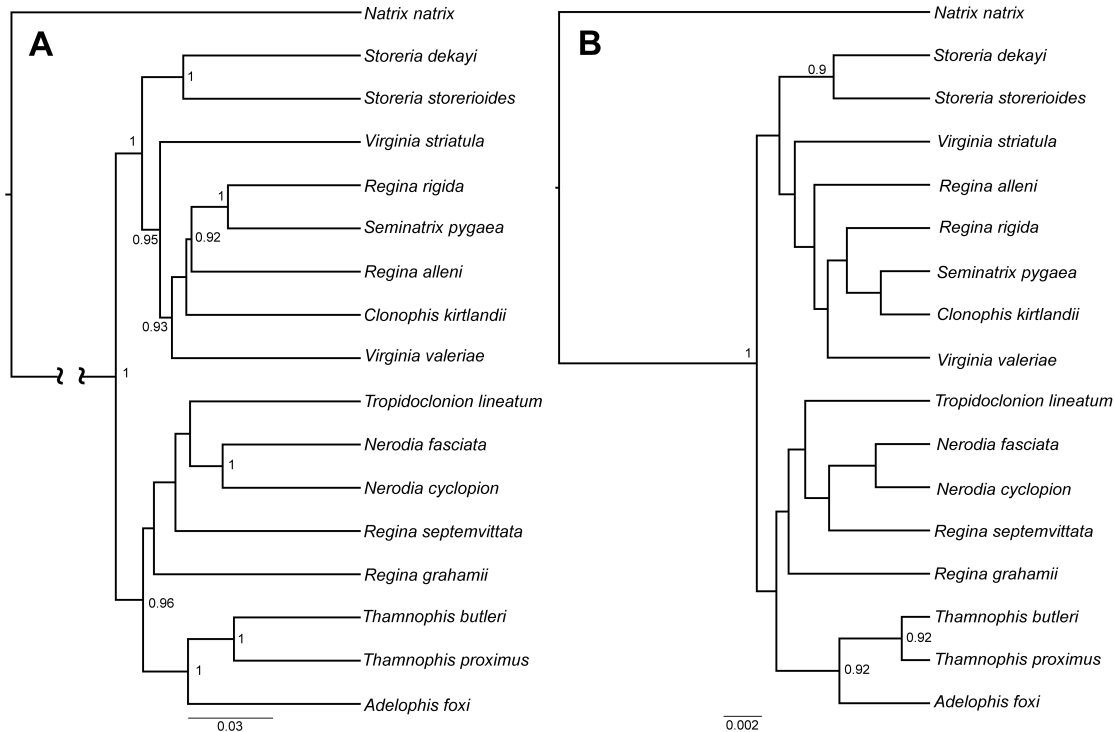 A
Natrix natrix
Storeria dekayi
1
Storeria storerioides
1
Virginia striatula
Regina rigida
1
Seminatrix pygaea
0.92
0.95
Regina alleni
Clonophis kirtlandii
0.93
Virginia valeriae
1
Tropidoclonion lineatum
Nerodia fasciata
1
Nerodia cyclopion
Regina septemvittata
Regina grahamii
0.96
Thamnophis butleri
1
Thamnophis proximus
1
Adelophis foxi
0.03
B
Natrix natrix
Storeria dekayi
0.9
Storeria storerioides
Virginia striatula
Regina alleni
Regina rigida
Seminatrix pygaea
Clonophis kirtlandii
1
Virginia valeriae
Tropidoclonion lineatum
Nerodia fasciata
Nerodia cyclopion
Regina septemvittata
Regina grahamii
Thamnophis butleri
0.92
Thamnophis proximus
0.92
Adelophis foxi
0.002